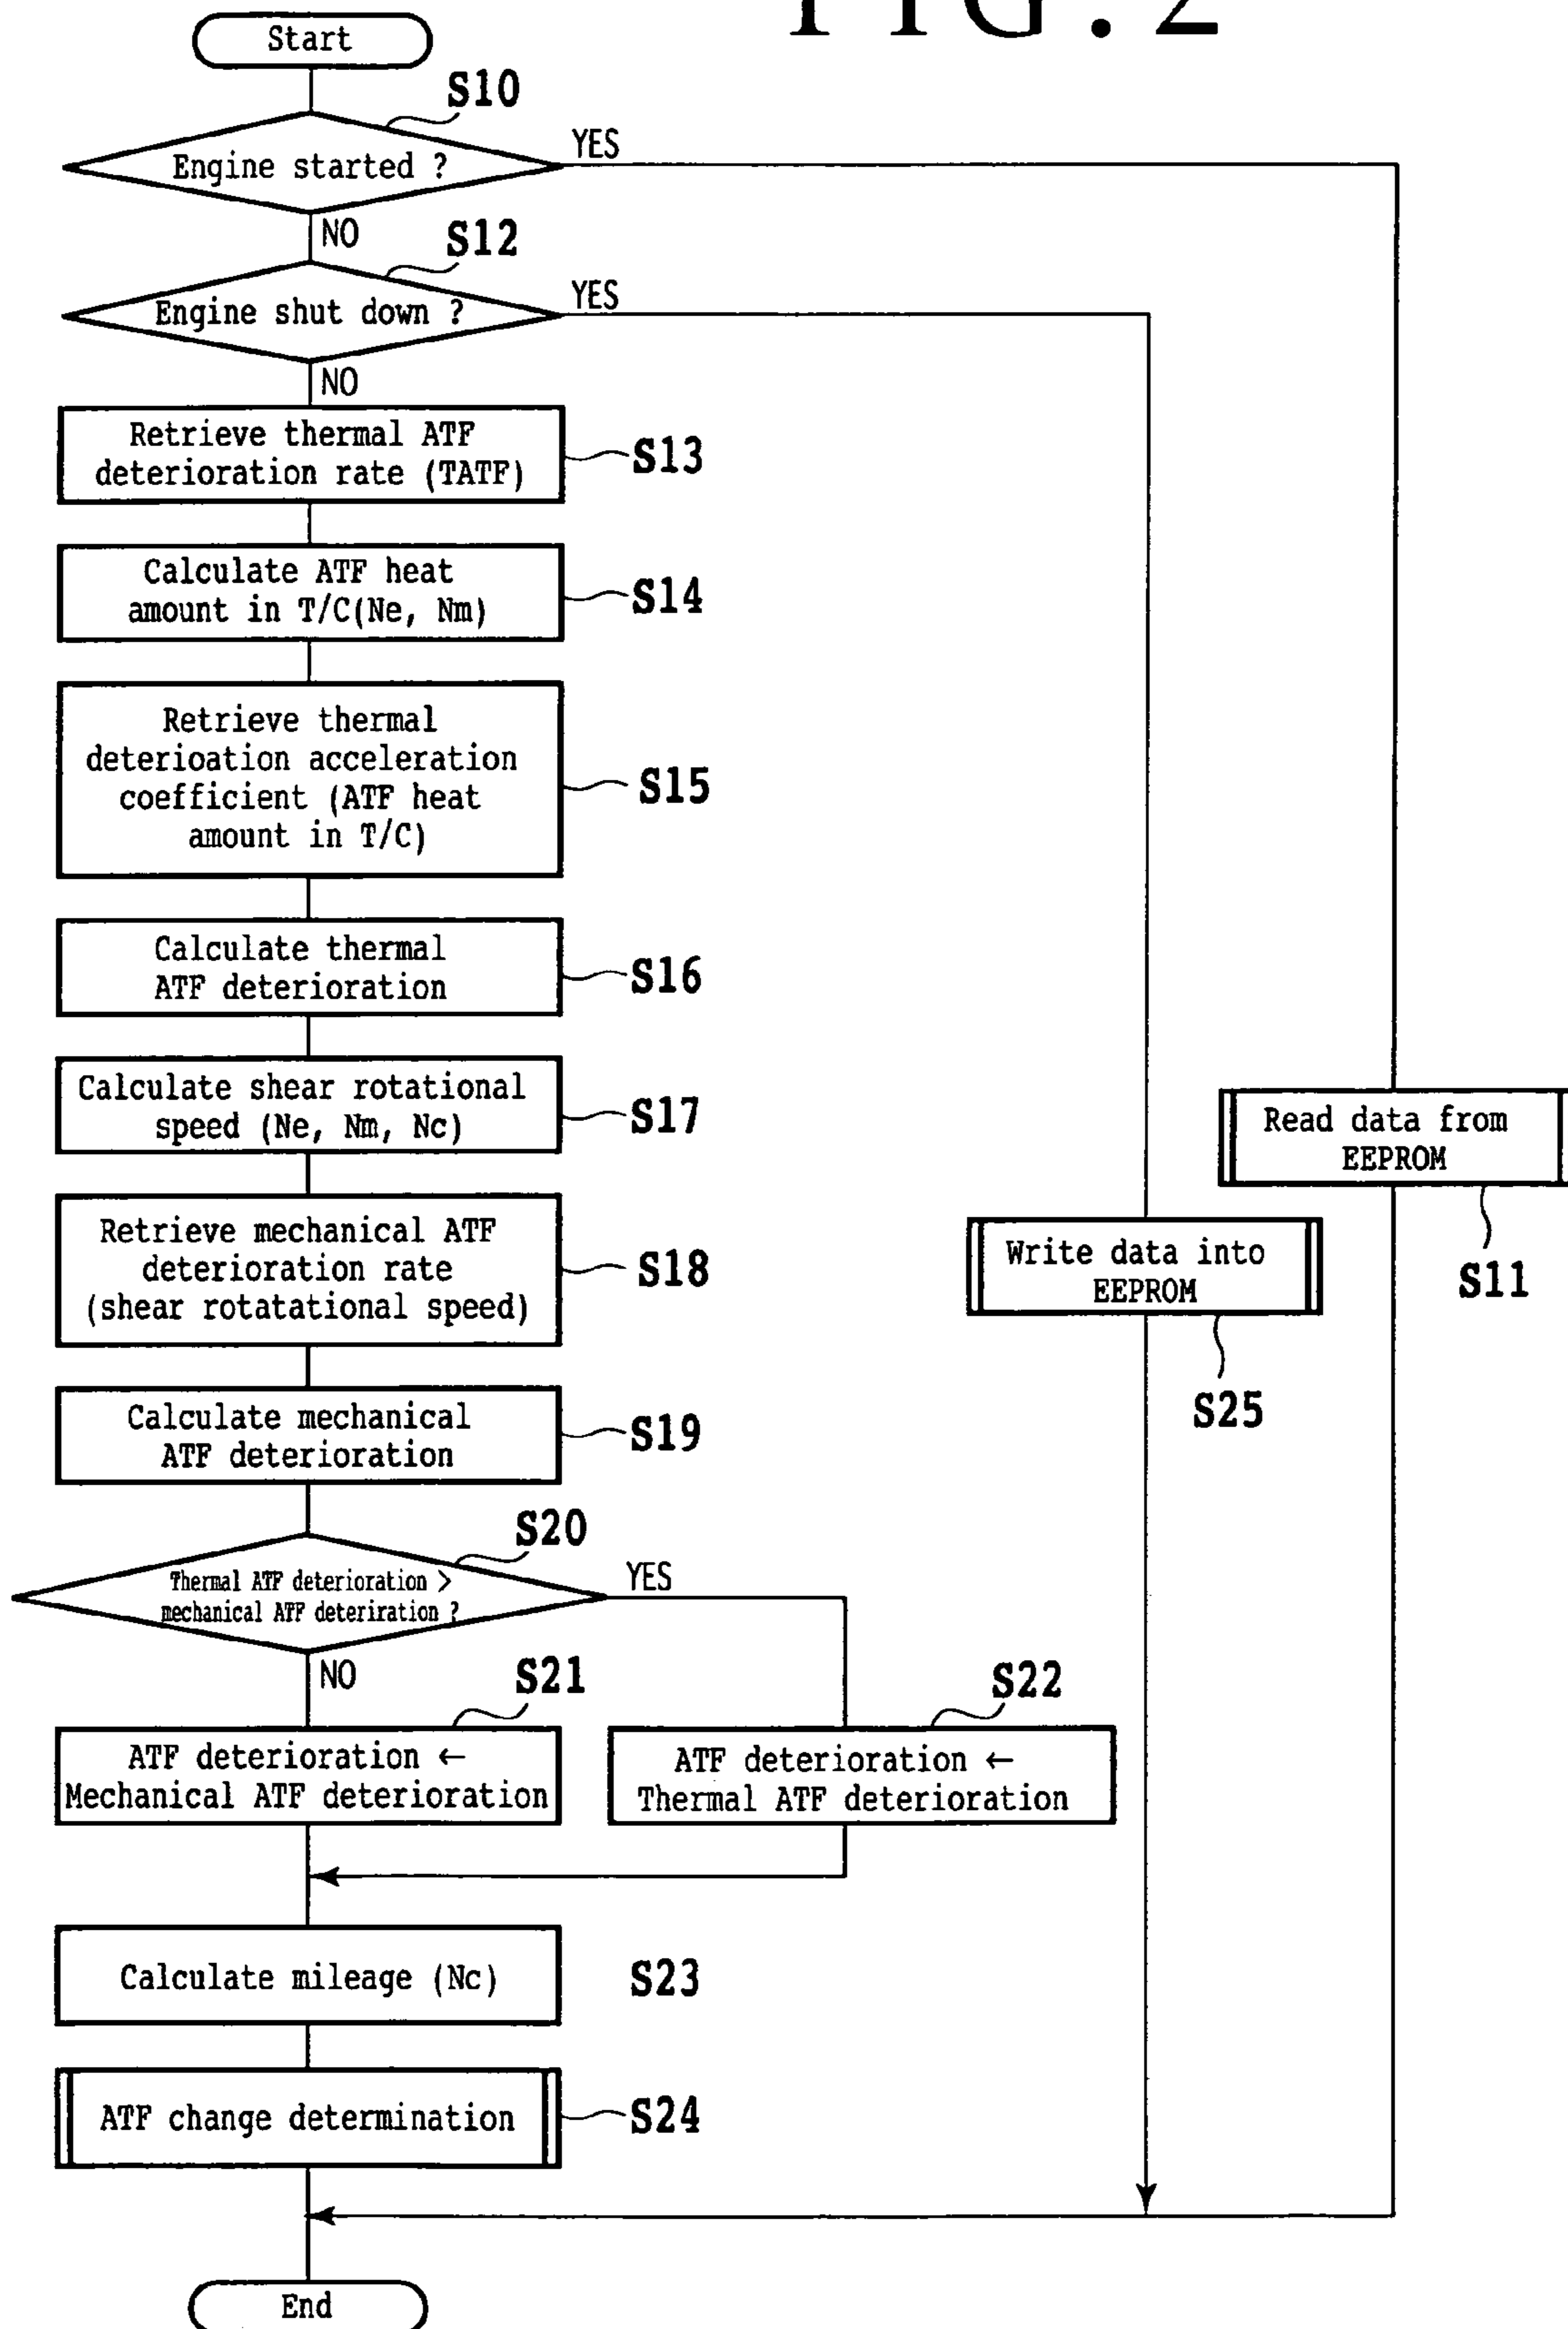 FIG.2
Start
S10
Engine started ?
YES
NO
S12
Engine shut down ?
YES
NO
Retrieve thermal ATF
deterioration rate (TATF)
S13
Calculate ATF heat
amount in T/C(Ne, Nm)
S14
Retrieve thermal
deterioation acceleration
coefficient (ATF heat
amount in T/C)
S15
Calculate thermal
ATF deterioration
S16
Calculate shear rotational
speed (Ne, Nm, Nc)
S17
Read data from
EEPROM
S11
Retrieve mechanical ATF
deterioration rate
(shear rotatational speed)
S18
Write data into
EEPROM
S25
Calculate mechanical
ATF deterioration
S19
S20
Thermal ATF deterioration >
mechanical ATF deteriration ?
YES
NO
S21
ATF deterioration ←
Mechanical ATF deterioration
S22
ATF deterioration ←
Thermal ATF deterioration
Calculate mileage (Nc)
S23
ATF change determination
S24
End